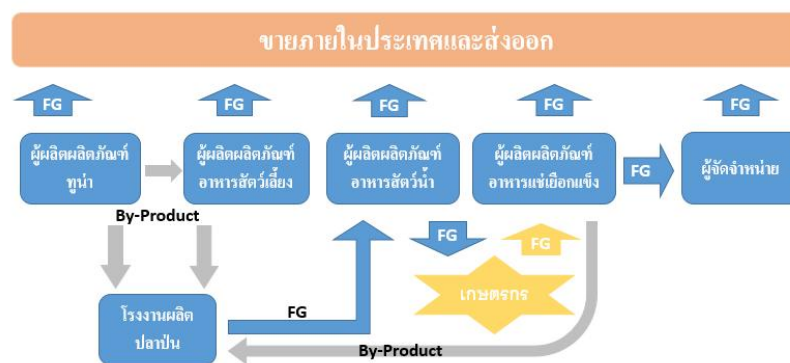 ขายภายในประเทศและส่งออก
FG
FG
FG
FG
FG
ผู้ผลิตผลิตภัณฑ์
ทูน่า
ผู้ผลิตผลิตภัณฑ์
อาหารสัตว์เลี้ยง
ผู้ผลิตผลิตภัณฑ์
อาหารสัตว์น้ำ
ผู้ผลิตผลิตภัณฑ์
อาหารแช่เยือกแข็ง
FG
ผู้จัดจำหน่าย
By-Product
FG
FG
เกษตรกร
โรงงานผลิต
ปลาป่น
FG
By-Product